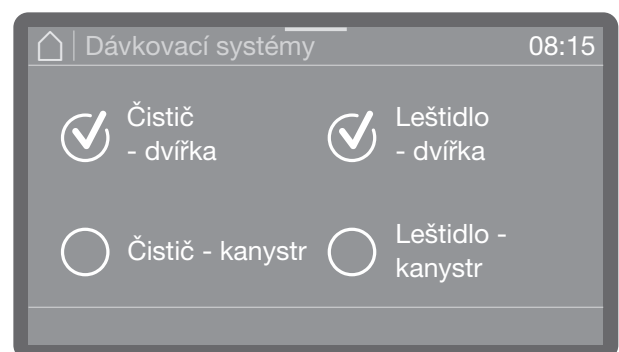 Dávkovací systémy 08:15
Čistič
- dvířka
Leštidlo
- dvířka
Čistič - kanystr
Leštidlo -
kanystr